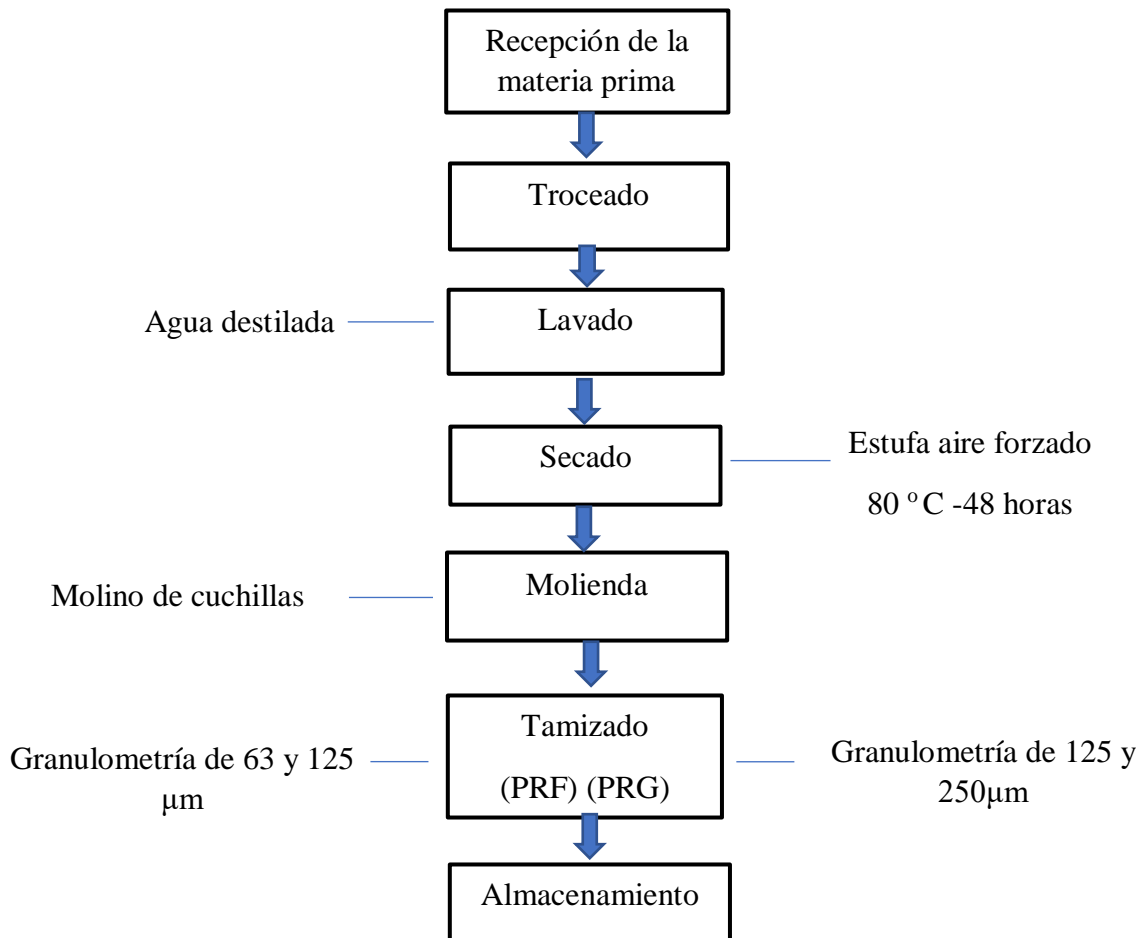 Recepción de la
materia prima
Troceado
Agua destilada
Lavado
Secado
Estufa aire forzado
80 º C -48 horas
Molino de cuchillas
Molienda
Tamizado
(PRF) (PRG)
Granulometría de 63 y 125
μm
Granulometría de 125 y
250μm
Almacenamiento